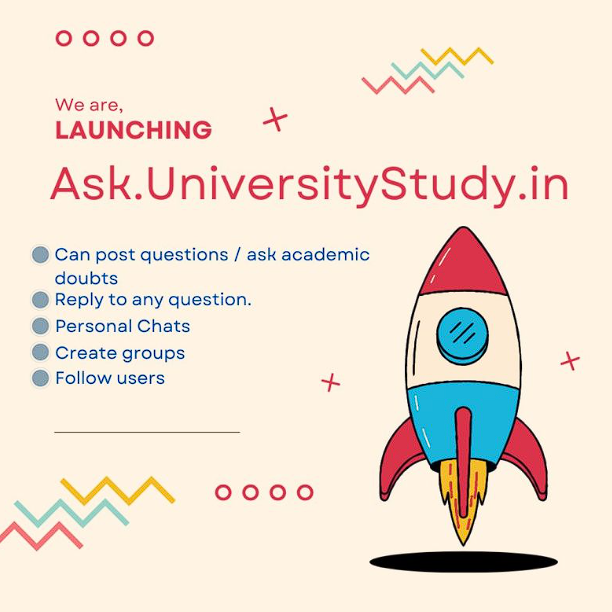 We are,
LAUNCHING
Ask.UniversityStudy.in
Can post questions / ask academic
doubts
Reply to any question.
Personal Chats
Create groups
Follow users